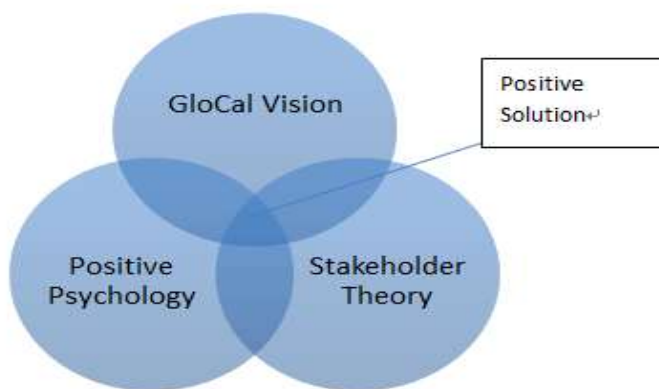 GloCal Vision
Positive
Solution↵
Positive
Psychology
Stakeholder
Theory